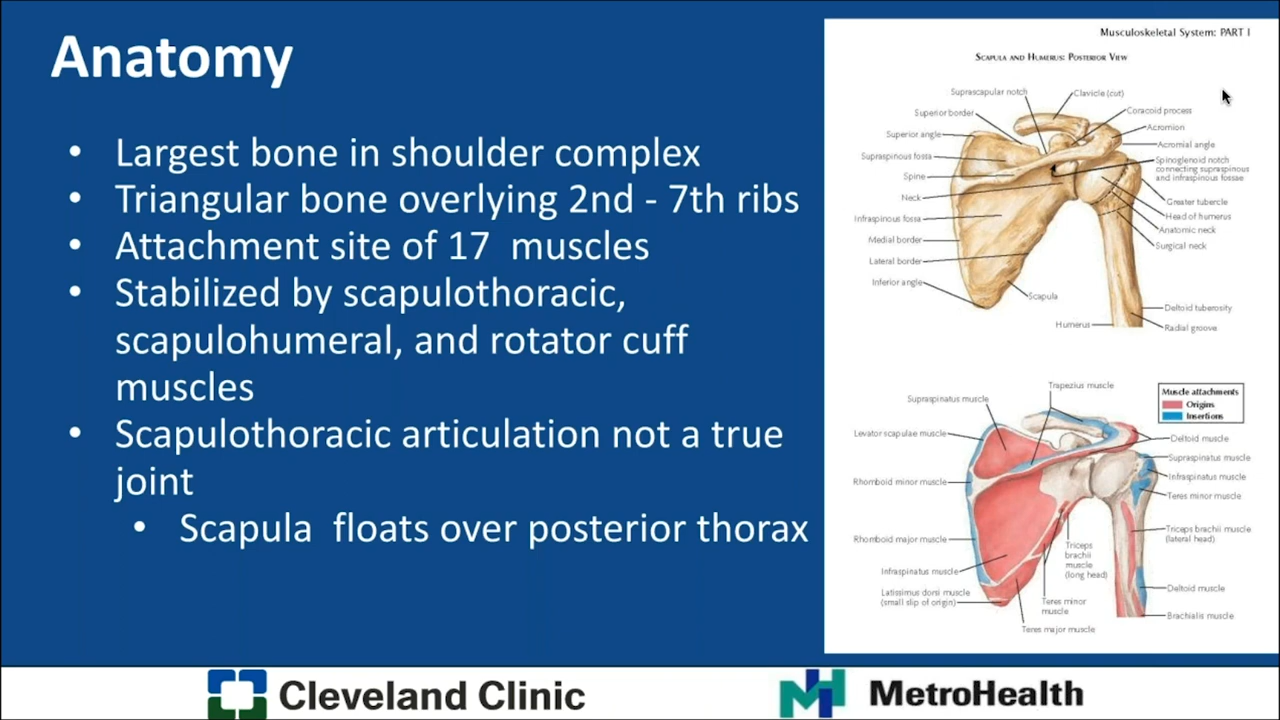 Anatomy
• Largest bone in shoulder complex
• Triangular bone overlying 2nd - 7th ribs
• Attachment site of 17 muscles
• Stabilized by scapulothoracic,
scapulohumeral, and rotator cuff
muscles
• Scapulothoracic articulation not a true
joint
• Scapula floats over posterior thorax
Musculoskeletal System: PART I
Scapula and Humerus: Posterior View
Suprascapular notch
Superior border
Superior angle
Supraspinous fossa
Spine
Neck
Infraspinous fossa
Medial border
Lateral border
Inferior angle
Scapula
Humerus
Clavicle (cut)
Coracoid process
Acromion
Acromial angle
Spinoglenoid notch
connecting supraspinous
and infraspinous fossae
Greater tubercle
Head of humerus
Anatomic neck
Surgical neck
Deltoid tuberosity
Radial groove
Trapezius muscle
Supraspinatus muscle
Levator scapulae muscle
Rhomboid minor muscle
Rhomboid major muscle
Infraspinatus muscle
Latissimus dorsi muscle
(small slip of origin)
Teres major muscle
Teres minor
muscle
Triceps
brachii
muscle
(long head)
Muscle attachments
Origins
Insertions
Deltoid muscle
Supraspinatus muscle
Infraspinatus muscle
Teres minor muscle
Triceps brachii muscle
(lateral head)
Deltoid muscle
Brachialis muscle
Cleveland Clinic
MetroHealth